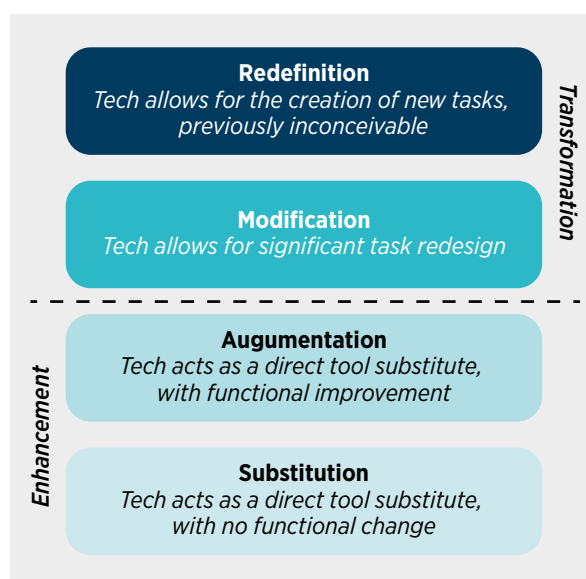 Redefinition
Tech allows for the creation of new tasks,
previously inconceivable
Transformation
Modification
Tech allows for significant task redesign
Augumentation
Tech acts as a direct tool substitute,
with functional improvement
Enhancement
Substitution
Tech acts as a direct tool substitute,
with no functional change